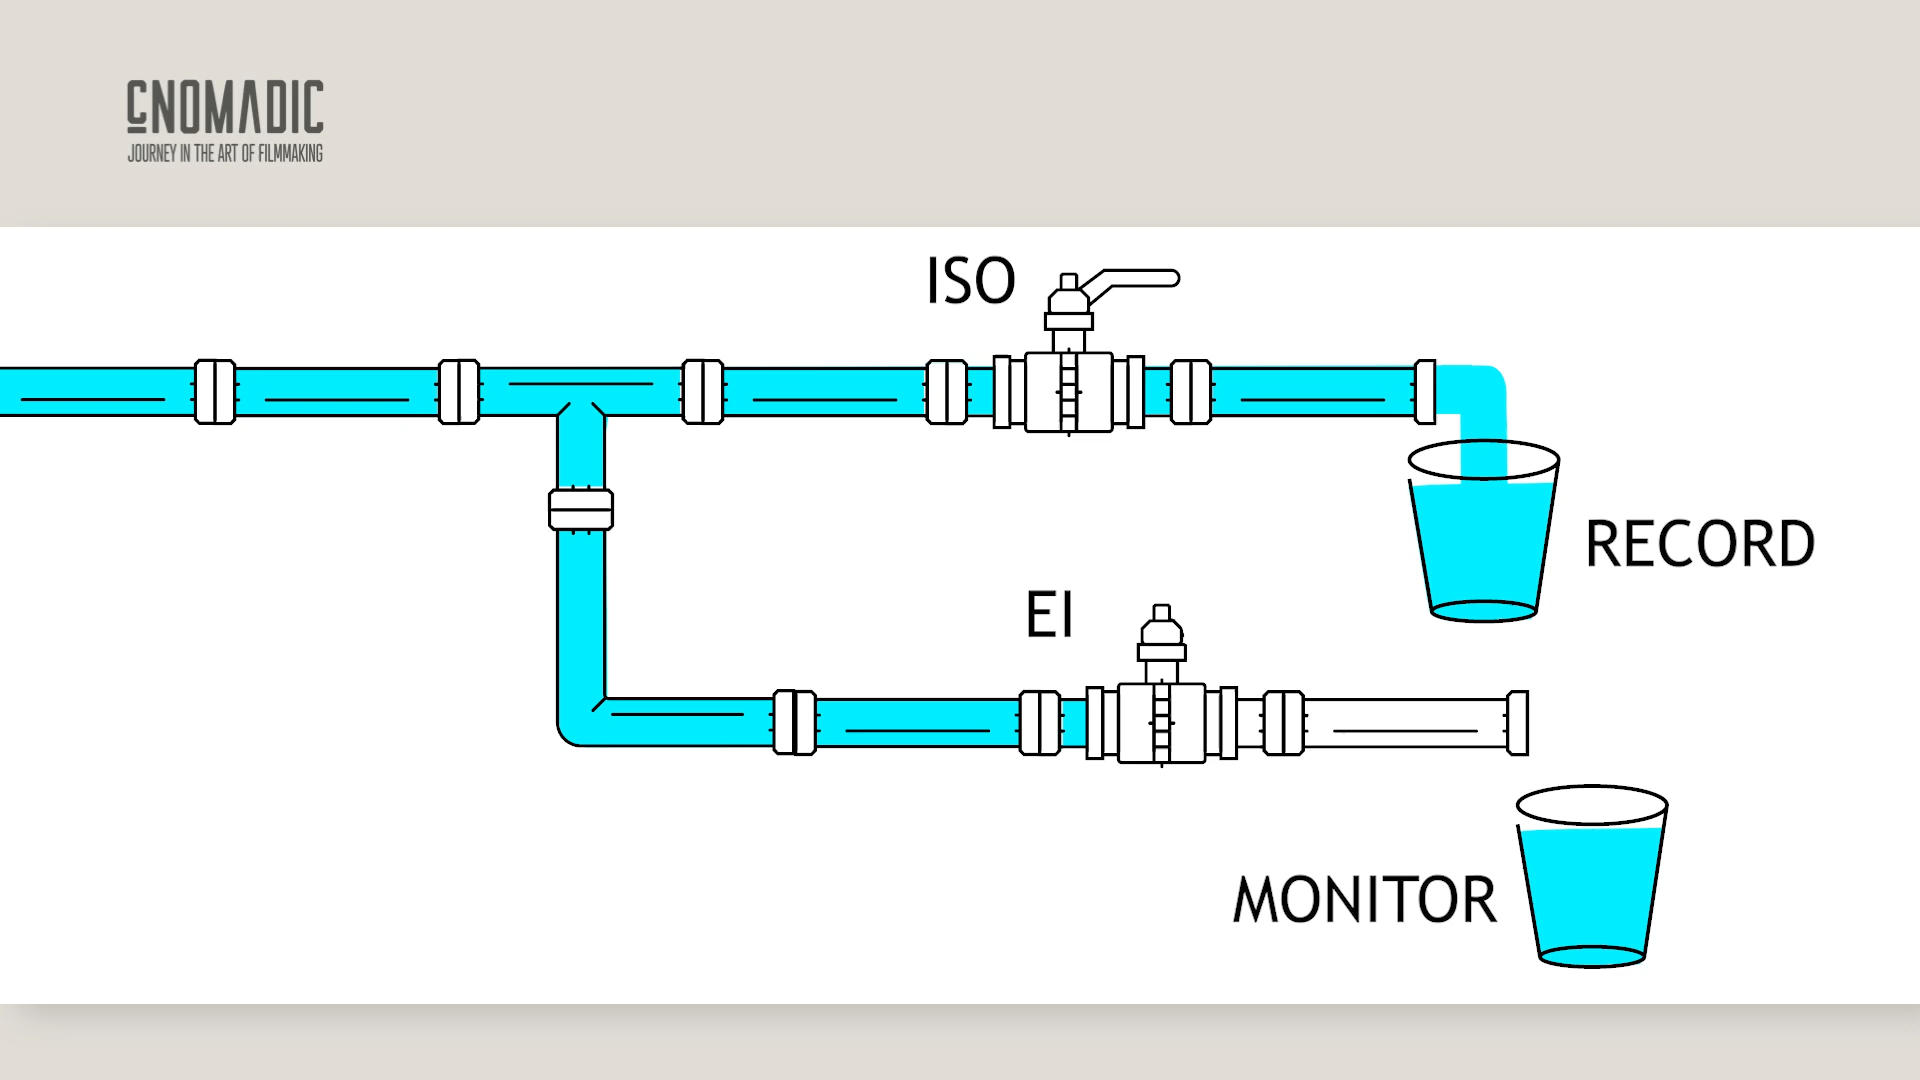 CNOMADIC
JOURNEY IN THE ART OF FILMMAKING
ISO
RECORD
EI
MONITOR